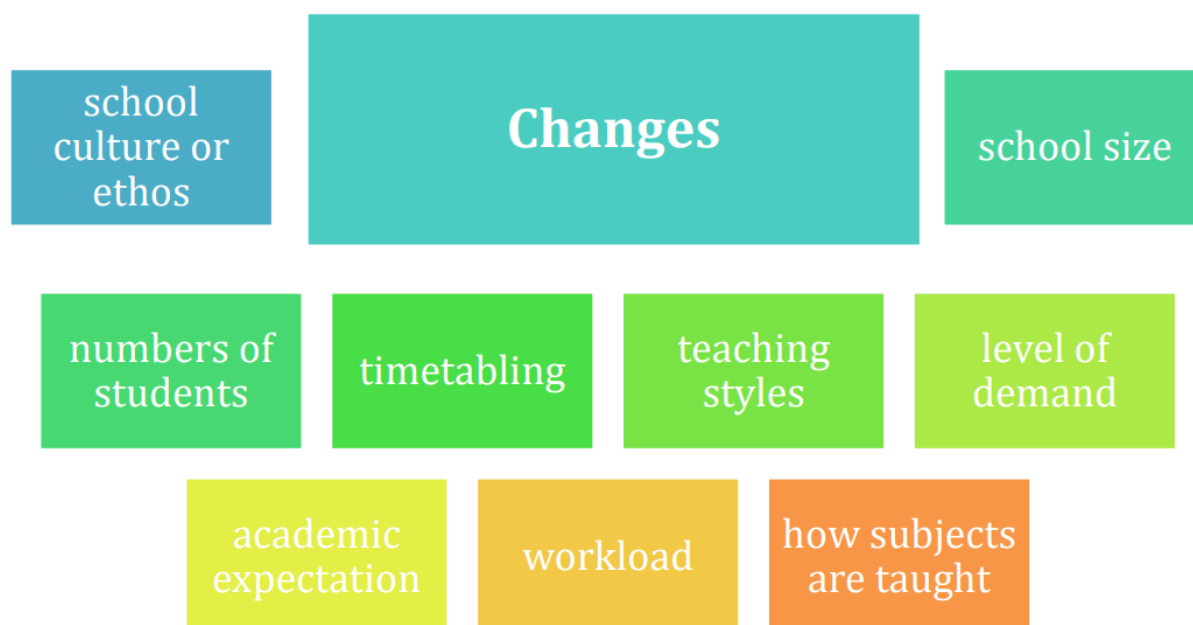 Changes
school
culture or
ethos
school size
numbers of
students
timetabling
teaching
styles
level of
demand
academic
expectation
workload
how subjects
are taught